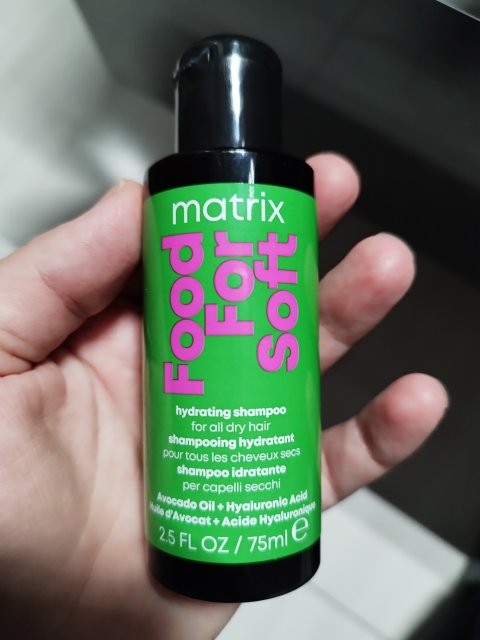 matrix
Food
For
Soft
hydrating shampoo
for all dry hair
shampooing hydratant
pour tous les cheveux secs
shampoo idratante
per capelli secchi
Avocado Oil + Hyaluronic Acid
Huile d'Avocat + Acide Hyaluronique
2.5 FL OZ / 75ml ℮